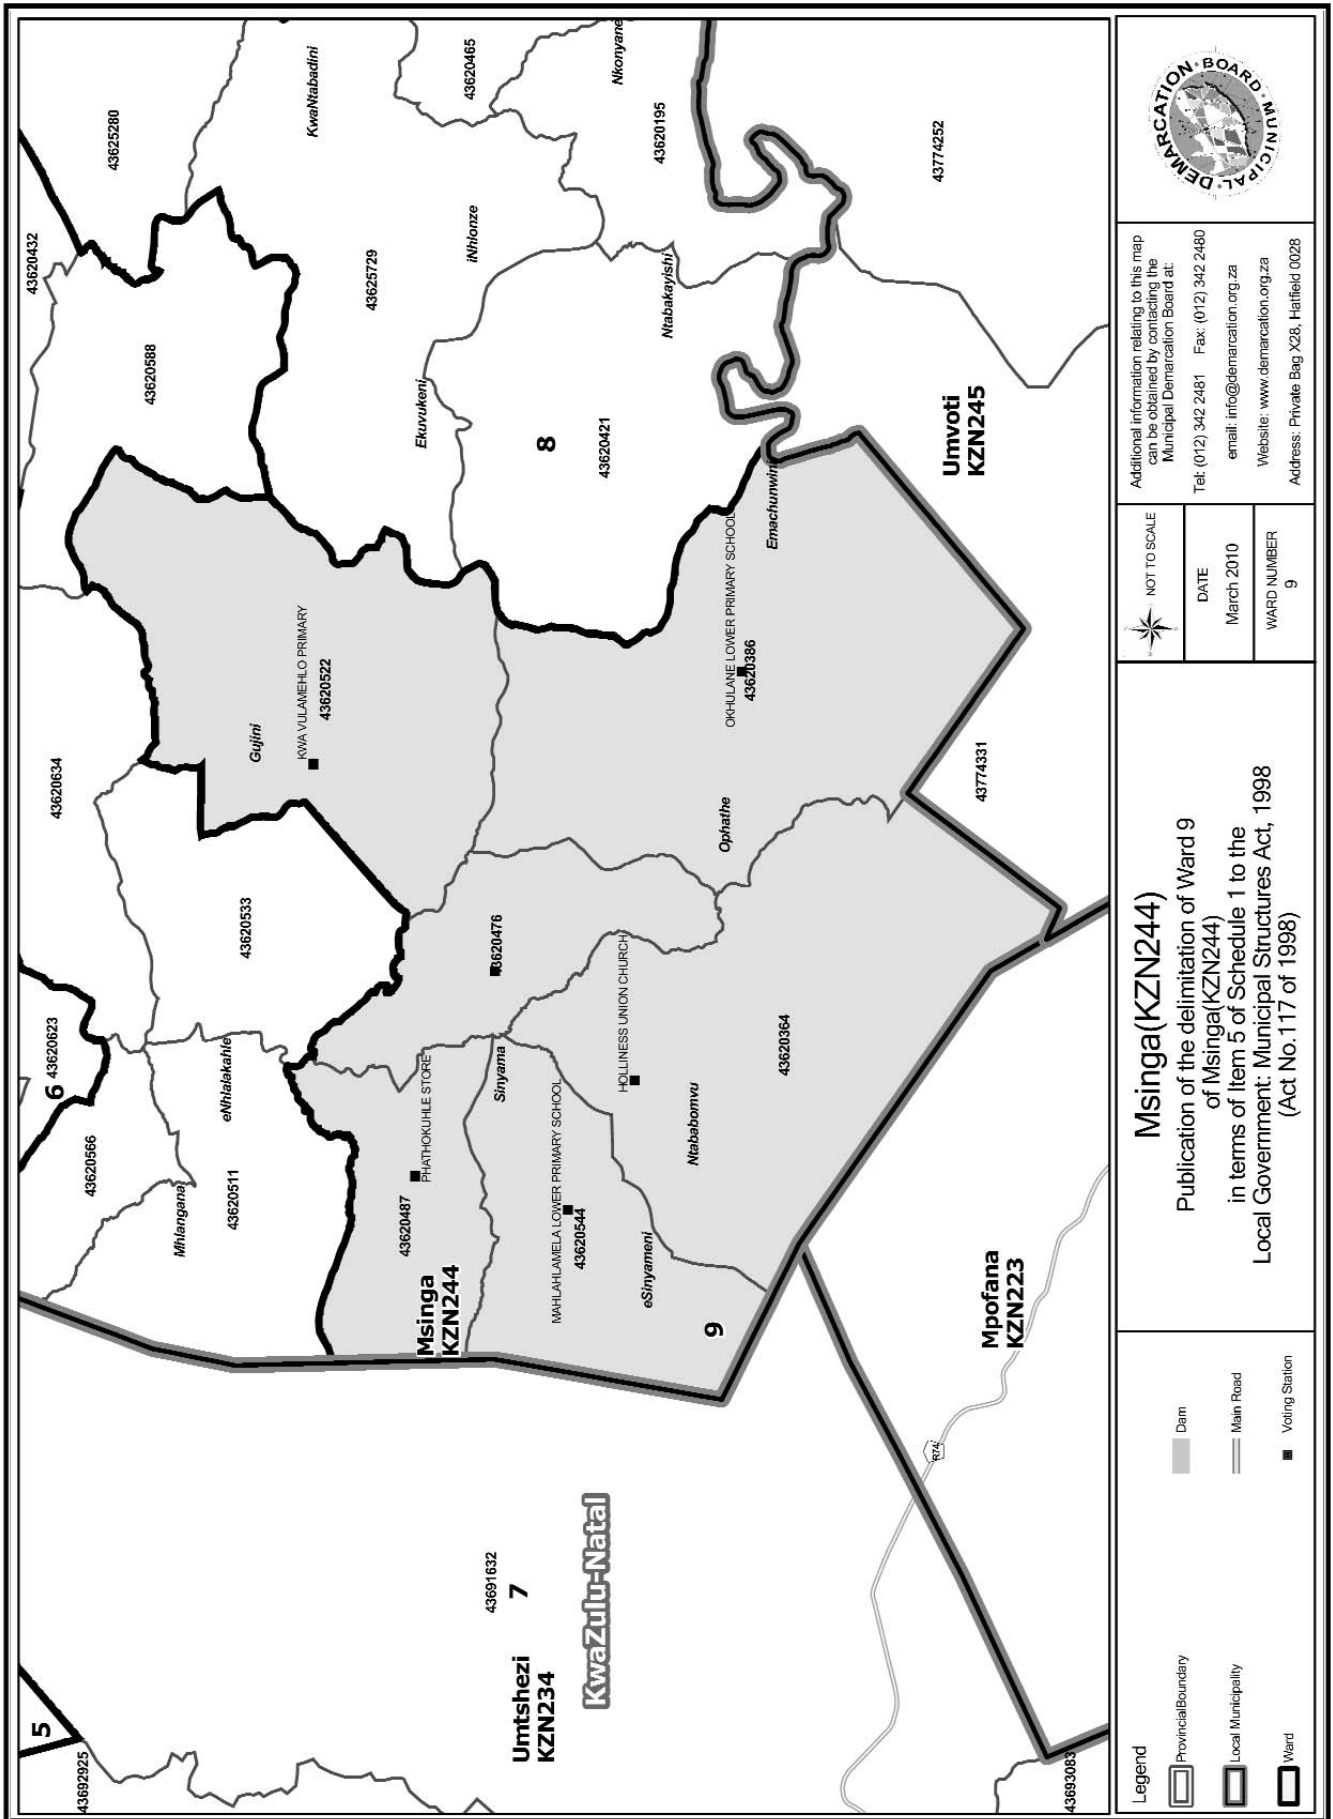 5
43692925
Umtshezi
KZN234
43691632
7
KwaZulu-Natal
43693083
R74
Mpofana
KZN223
Msinga
KZN244
9
43620566
6
43620623
Mhlangana
eNhlalakahle
43620511
43620533
43620634
43620432
43625280
43620588
KwaNtabadini
43620465
Nkonyane
43620195
iNhlonze
43625729
Ekuvukeni
8
43620421
Ntabakayishi
43774252
Gujini
KWA VULAMEHLO PRIMARY
43620522
43620476
PHATHOKUHLE STORE
43620487
Sinyama
MAHLAHLAMELA LOWER PRIMARY SCHOOL
43620544
HOLLINESS UNION CHURCH
eSinyameni
Ntababomvu
43620364
Ophathe
OKHULANE LOWER PRIMARY SCHOOL
43620386
Emachunwini
Umvoti
KZN245
43774331
Legend
ProvincialBoundary
Local Municipality
Ward
Dam
Main Road
Voting Station
Msinga(KZN244)
Publication of the delimitation of Ward 9
of Msinga(KZN244)
in terms of Item 5 of Schedule 1 to the
Local Government: Municipal Structures Act, 1998
(Act No.117 of 1998)
NOT TO SCALE
DATE
March 2010
WARD NUMBER
9
Additional information relating to this map
can be obtained by contacting the
Municipal Demarcation Board at:
Tel: (012) 342 2481 Fax: (012) 342 2480
email: info@demarcation.org.za
Website: www.demarcation.org.za
Address: Private Bag X28, Hatfield 0028
MUNICIPAL DEMARCATION BOARD